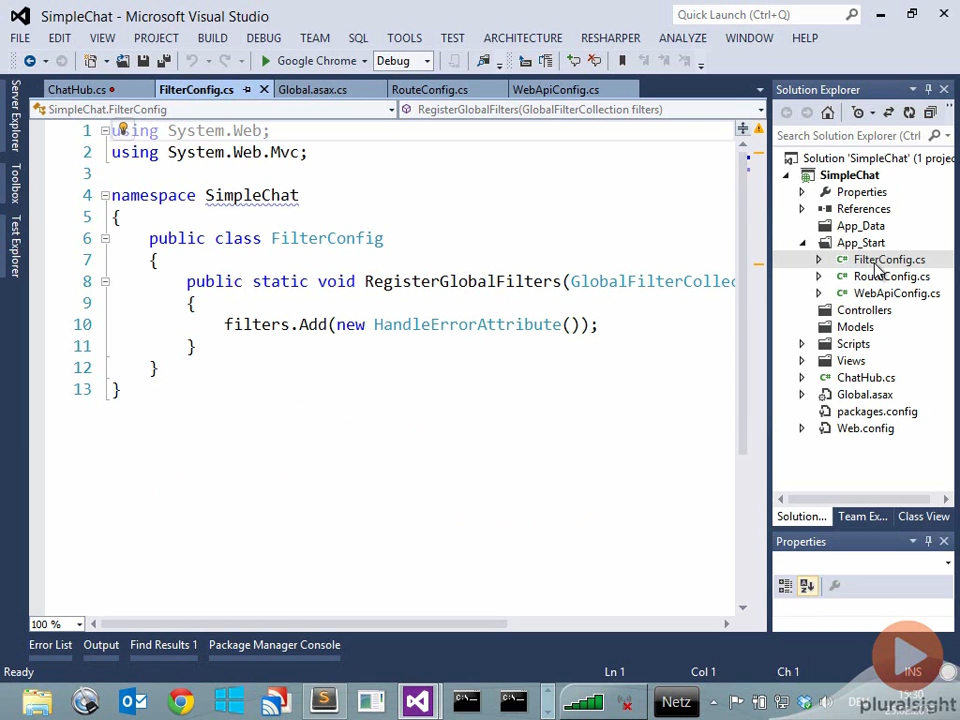 SimpleChat - Microsoft Visual Studio
Quick Launch (Ctrl+Q)
FILE EDIT VIEW PROJECT BUILD DEBUG TEAM SQL TOOLS TEST ARCHITECTURE RESHARPER ANALYZE WINDOW HELP
Google Chrome Debug
ChatHub.cs FilterConfig.cs Global.asax.cs RouteConfig.cs WebApiConfig.cs
SimpleChat.FilterConfig RegisterGlobalFilters(GlobalFilterCollection filters)
Server Explorer
Toolbox
Test Explorer
1 using System.Web;
2 using System.Web.Mvc;
3
4 namespace SimpleChat
5 {
6 public class FilterConfig
7 {
8 public static void RegisterGlobalFilters(GlobalFilterCollec
9 {
10 filters.Add(new HandleErrorAttribute());
11 }
12 }
13 }
100 %
Solution Explorer
Search Solution Explorer (Ctrl
Solution 'SimpleChat' (1 projec
SimpleChat
Properties
References
App_Data
App_Start
FilterConfig.cs
RouteConfig.cs
WebApiConfig.cs
Controllers
Models
Scripts
Views
ChatHub.cs
Global.asax
packages.config
Web.config
Solution... Team Ex... Class View
Properties
Error List Output Find Results 1 Package Manager Console
Ready Ln 1 Col 1 Ch 1 INS
Netz
15:30
pluralsight